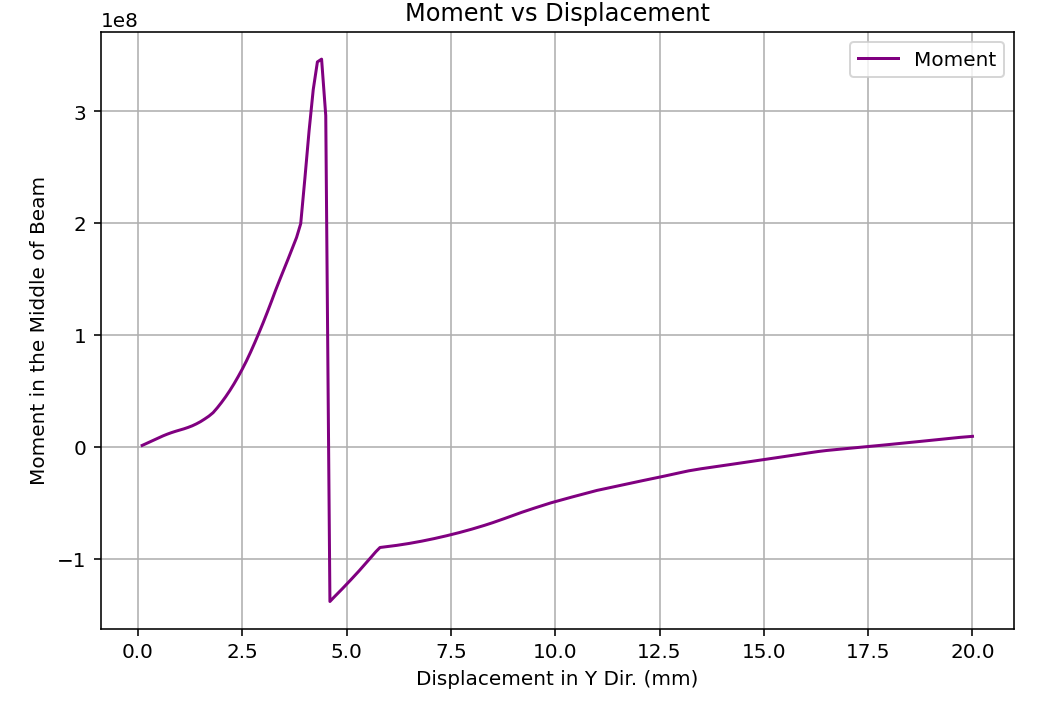 Moment vs Displacement
1e8
Moment
3
2
1
0
−1
Moment in the Middle of Beam
0.0 2.5 5.0 7.5 10.0 12.5 15.0 17.5 20.0
Displacement in Y Dir. (mm)